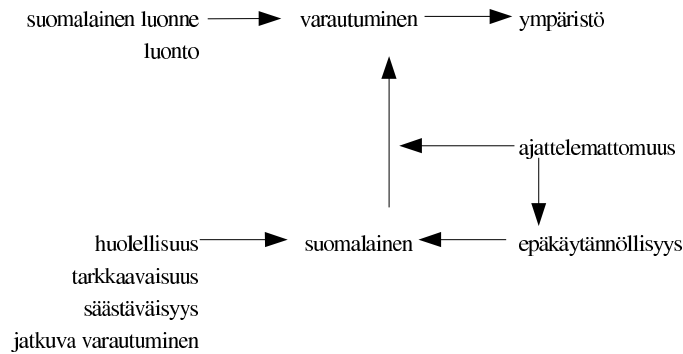 suomalainen luonne varautuminen ympäristö
luonto
ajattelemattomuus
huolellisuus suomalainen epäkäytännöllisyys
tarkkaavaisuus
säästäväisyys
jatkuva varautuminen